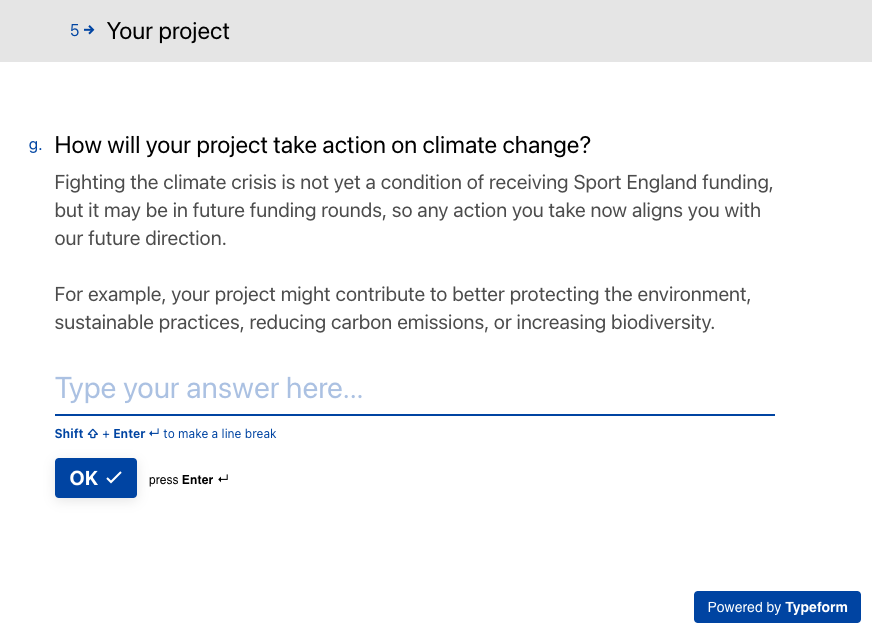 5 → Your project
g. How will your project take action on climate change?
Fighting the climate crisis is not yet a condition of receiving Sport England funding,
but it may be in future funding rounds, so any action you take now aligns you with
our future direction.
For example, your project might contribute to better protecting the environment,
sustainable practices, reducing carbon emissions, or increasing biodiversity.
Type your answer here...
Shift ⇧ + Enter ↵ to make a line break
OK ✓ press Enter ↵
Powered by Typeform